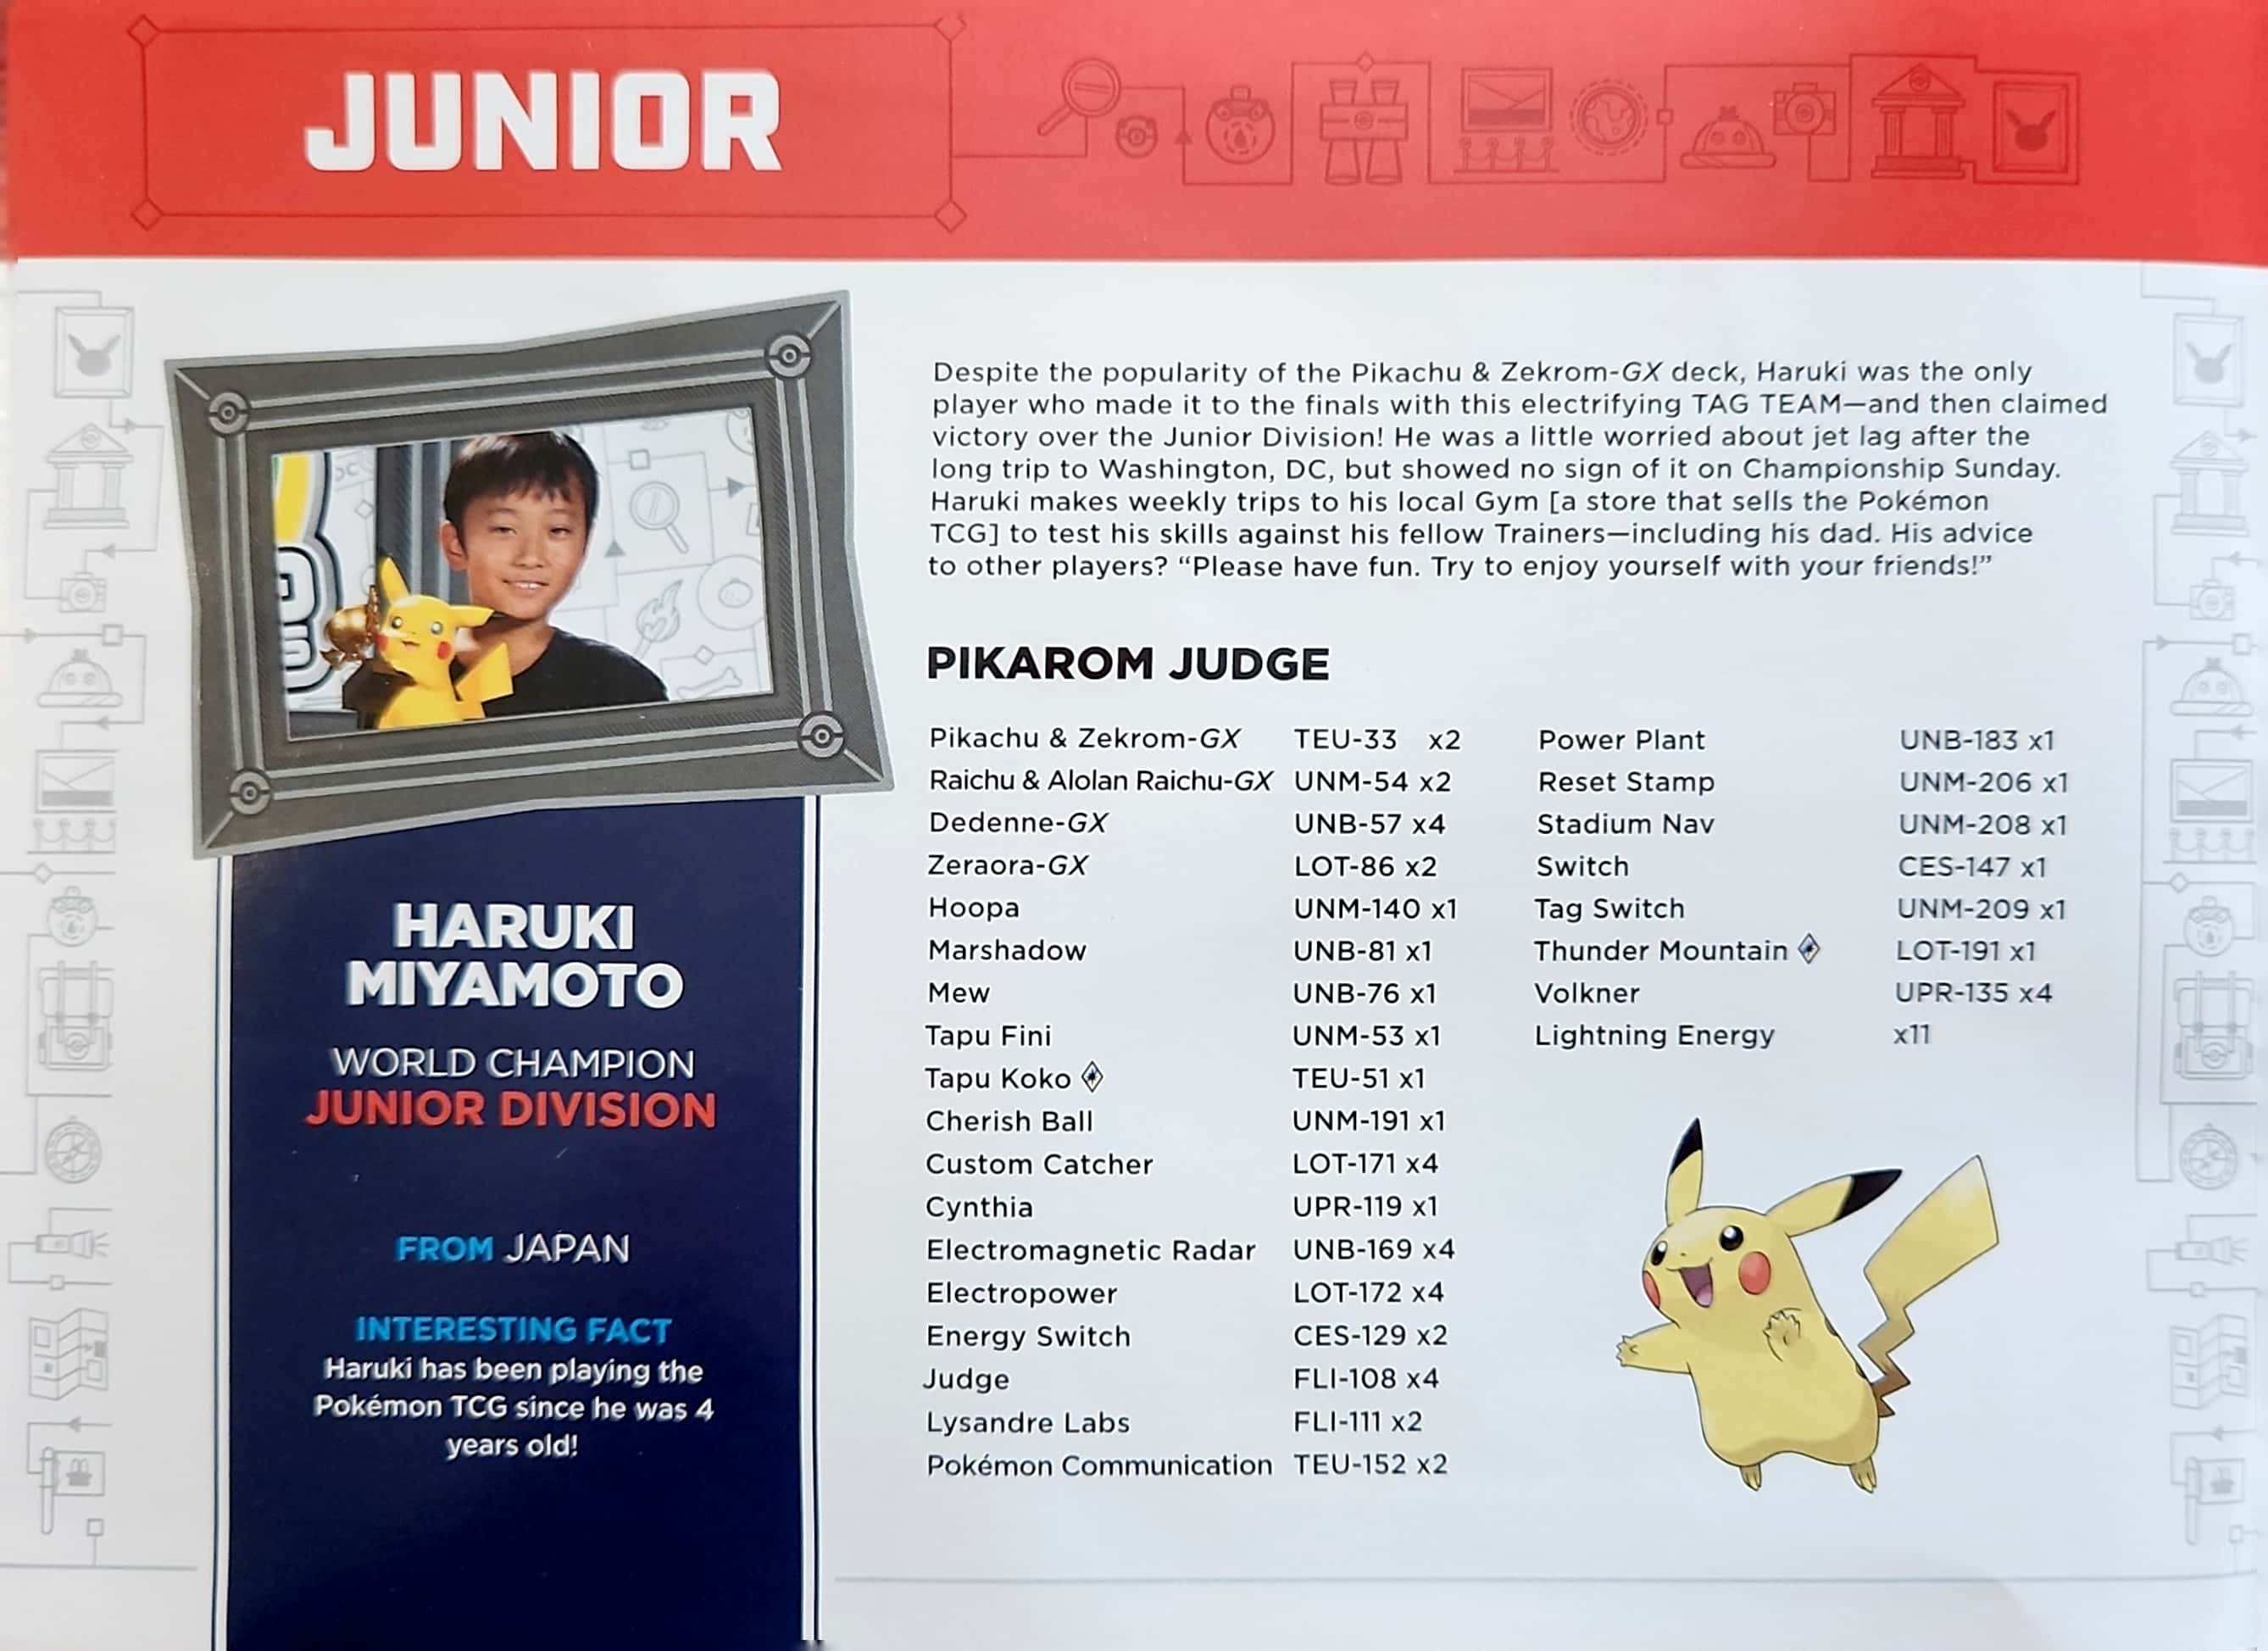 JUNIOR
Despite the popularity of the Pikachu & Zekrom-GX deck, Haruki was the only
player who made it to the finals with this electrifying TAG TEAM—and then claimed
victory over the Junior Division! He was a little worried about jet lag after the
long trip to Washington, DC, but showed no sign of it on Championship Sunday.
Haruki makes weekly trips to his local Gym [a store that sells the Pokémon
TCG] to test his skills against his fellow Trainers—including his dad. His advice
to other players? “Please have fun. Try to enjoy yourself with your friends!”
HARUKI
MIYAMOTO
WORLD CHAMPION
JUNIOR DIVISION
FROM JAPAN
INTERESTING FACT
Haruki has been playing the
Pokémon TCG since he was 4
years old!
PIKAROM JUDGE
Pikachu & Zekrom-GX TEU-33 x2
Raichu & Alolan Raichu-GX UNM-54 x2
Dedenne-GX UNB-57 x4
Zeraora-GX LOT-86 x2
Hoopa UNM-140 x1
Marshadow UNB-81 x1
Mew UNB-76 x1
Tapu Fini UNM-53 x1
Tapu Koko TEU-51 x1
Cherish Ball UNM-191 x1
Custom Catcher LOT-171 x4
Cynthia UPR-119 x1
Electromagnetic Radar UNB-169 x4
Electropower LOT-172 x4
Energy Switch CES-129 x2
Judge FLI-108 x4
Lysandre Labs FLI-111 x2
Pokémon Communication TEU-152 x2
Power Plant UNB-183 x1
Reset Stamp UNM-206 x1
Stadium Nav UNM-208 x1
Switch CES-147 x1
Tag Switch UNM-209 x1
Thunder Mountain LOT-191 x1
Volkner UPR-135 x4
Lightning Energy x11